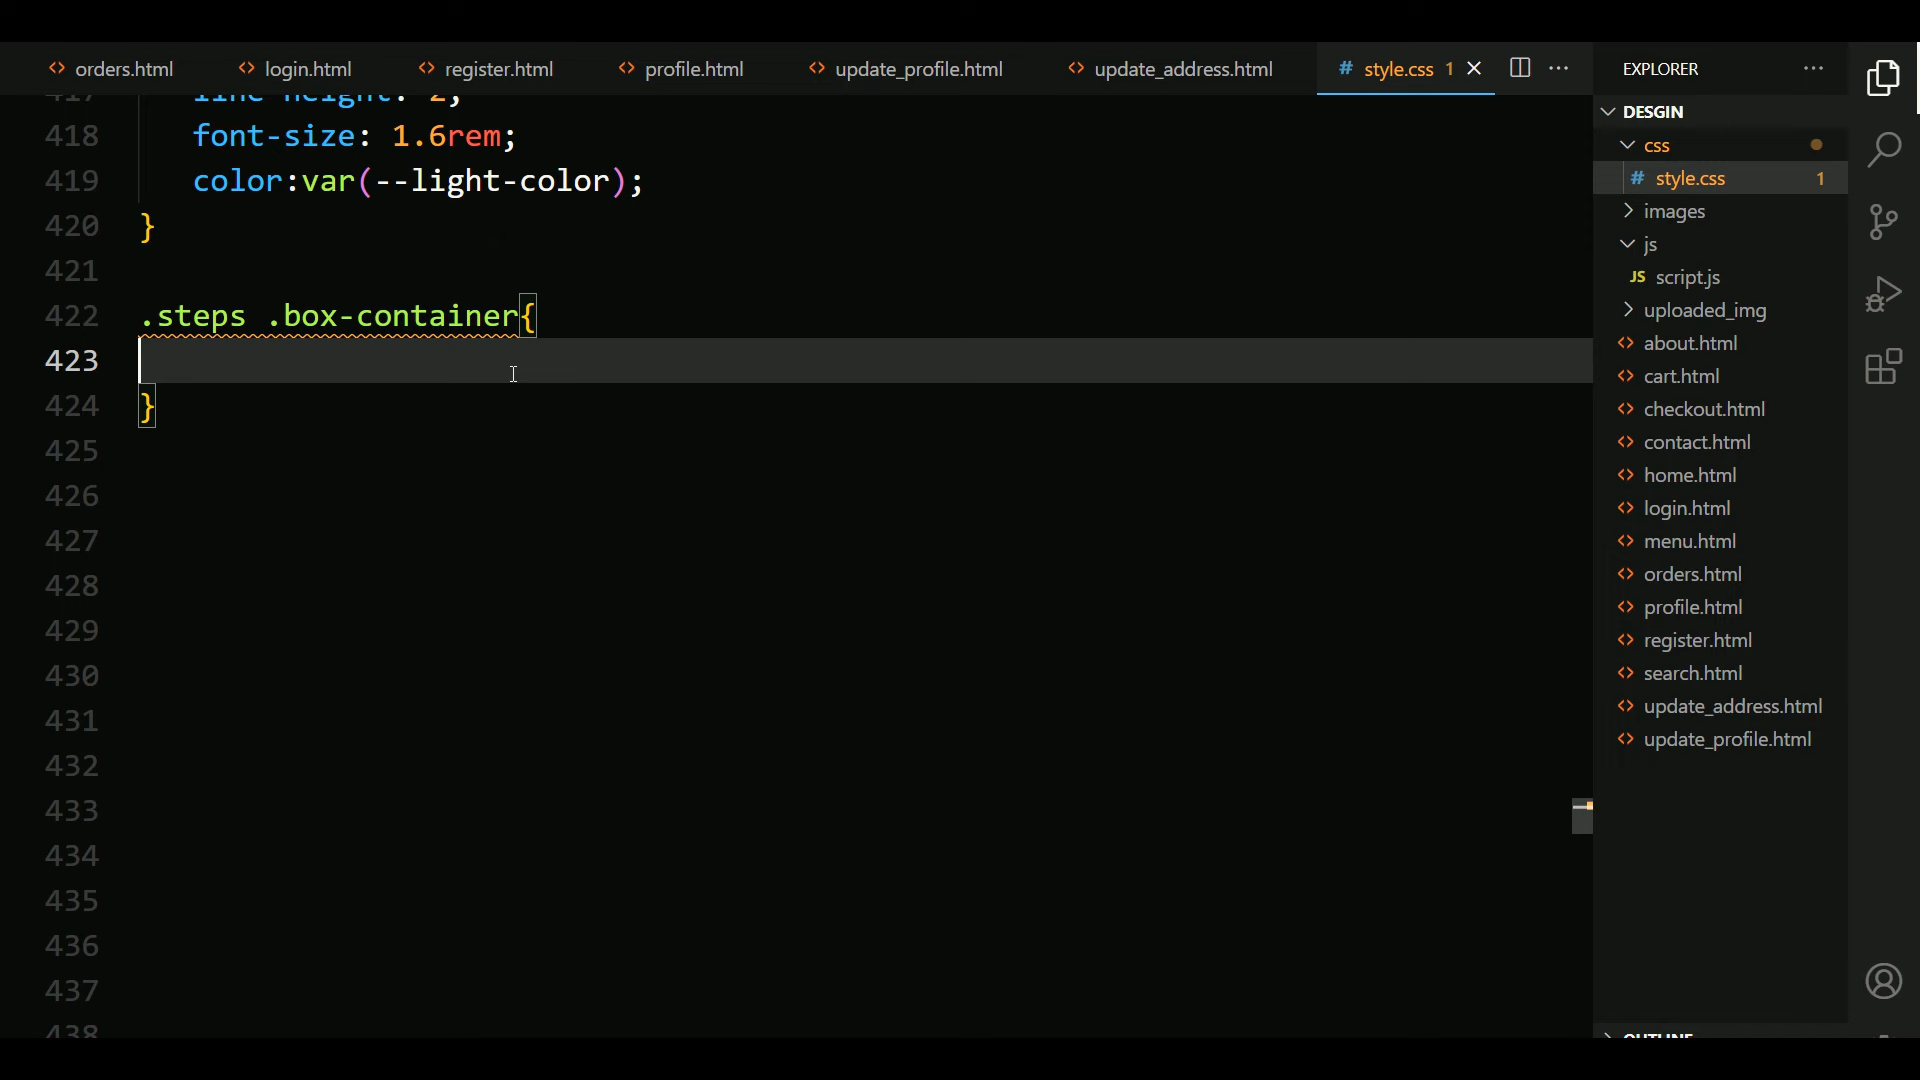 orders.html login.html register.html profile.html update_profile.html update_address.html # style.css 1
EXPLORER
417 line-height: 2;
418 font-size: 1.6rem;
419 color:var(--light-color);
420 }
421
422 .steps .box-container{
423
424 }
425
426
427
428
429
430
431
432
433
434
435
436
437
438
DESGIN
css
# style.css 1
images
js
JS script.js
uploaded_img
about.html
cart.html
checkout.html
contact.html
home.html
login.html
menu.html
orders.html
profile.html
register.html
search.html
update_address.html
update_profile.html
OUTLINE